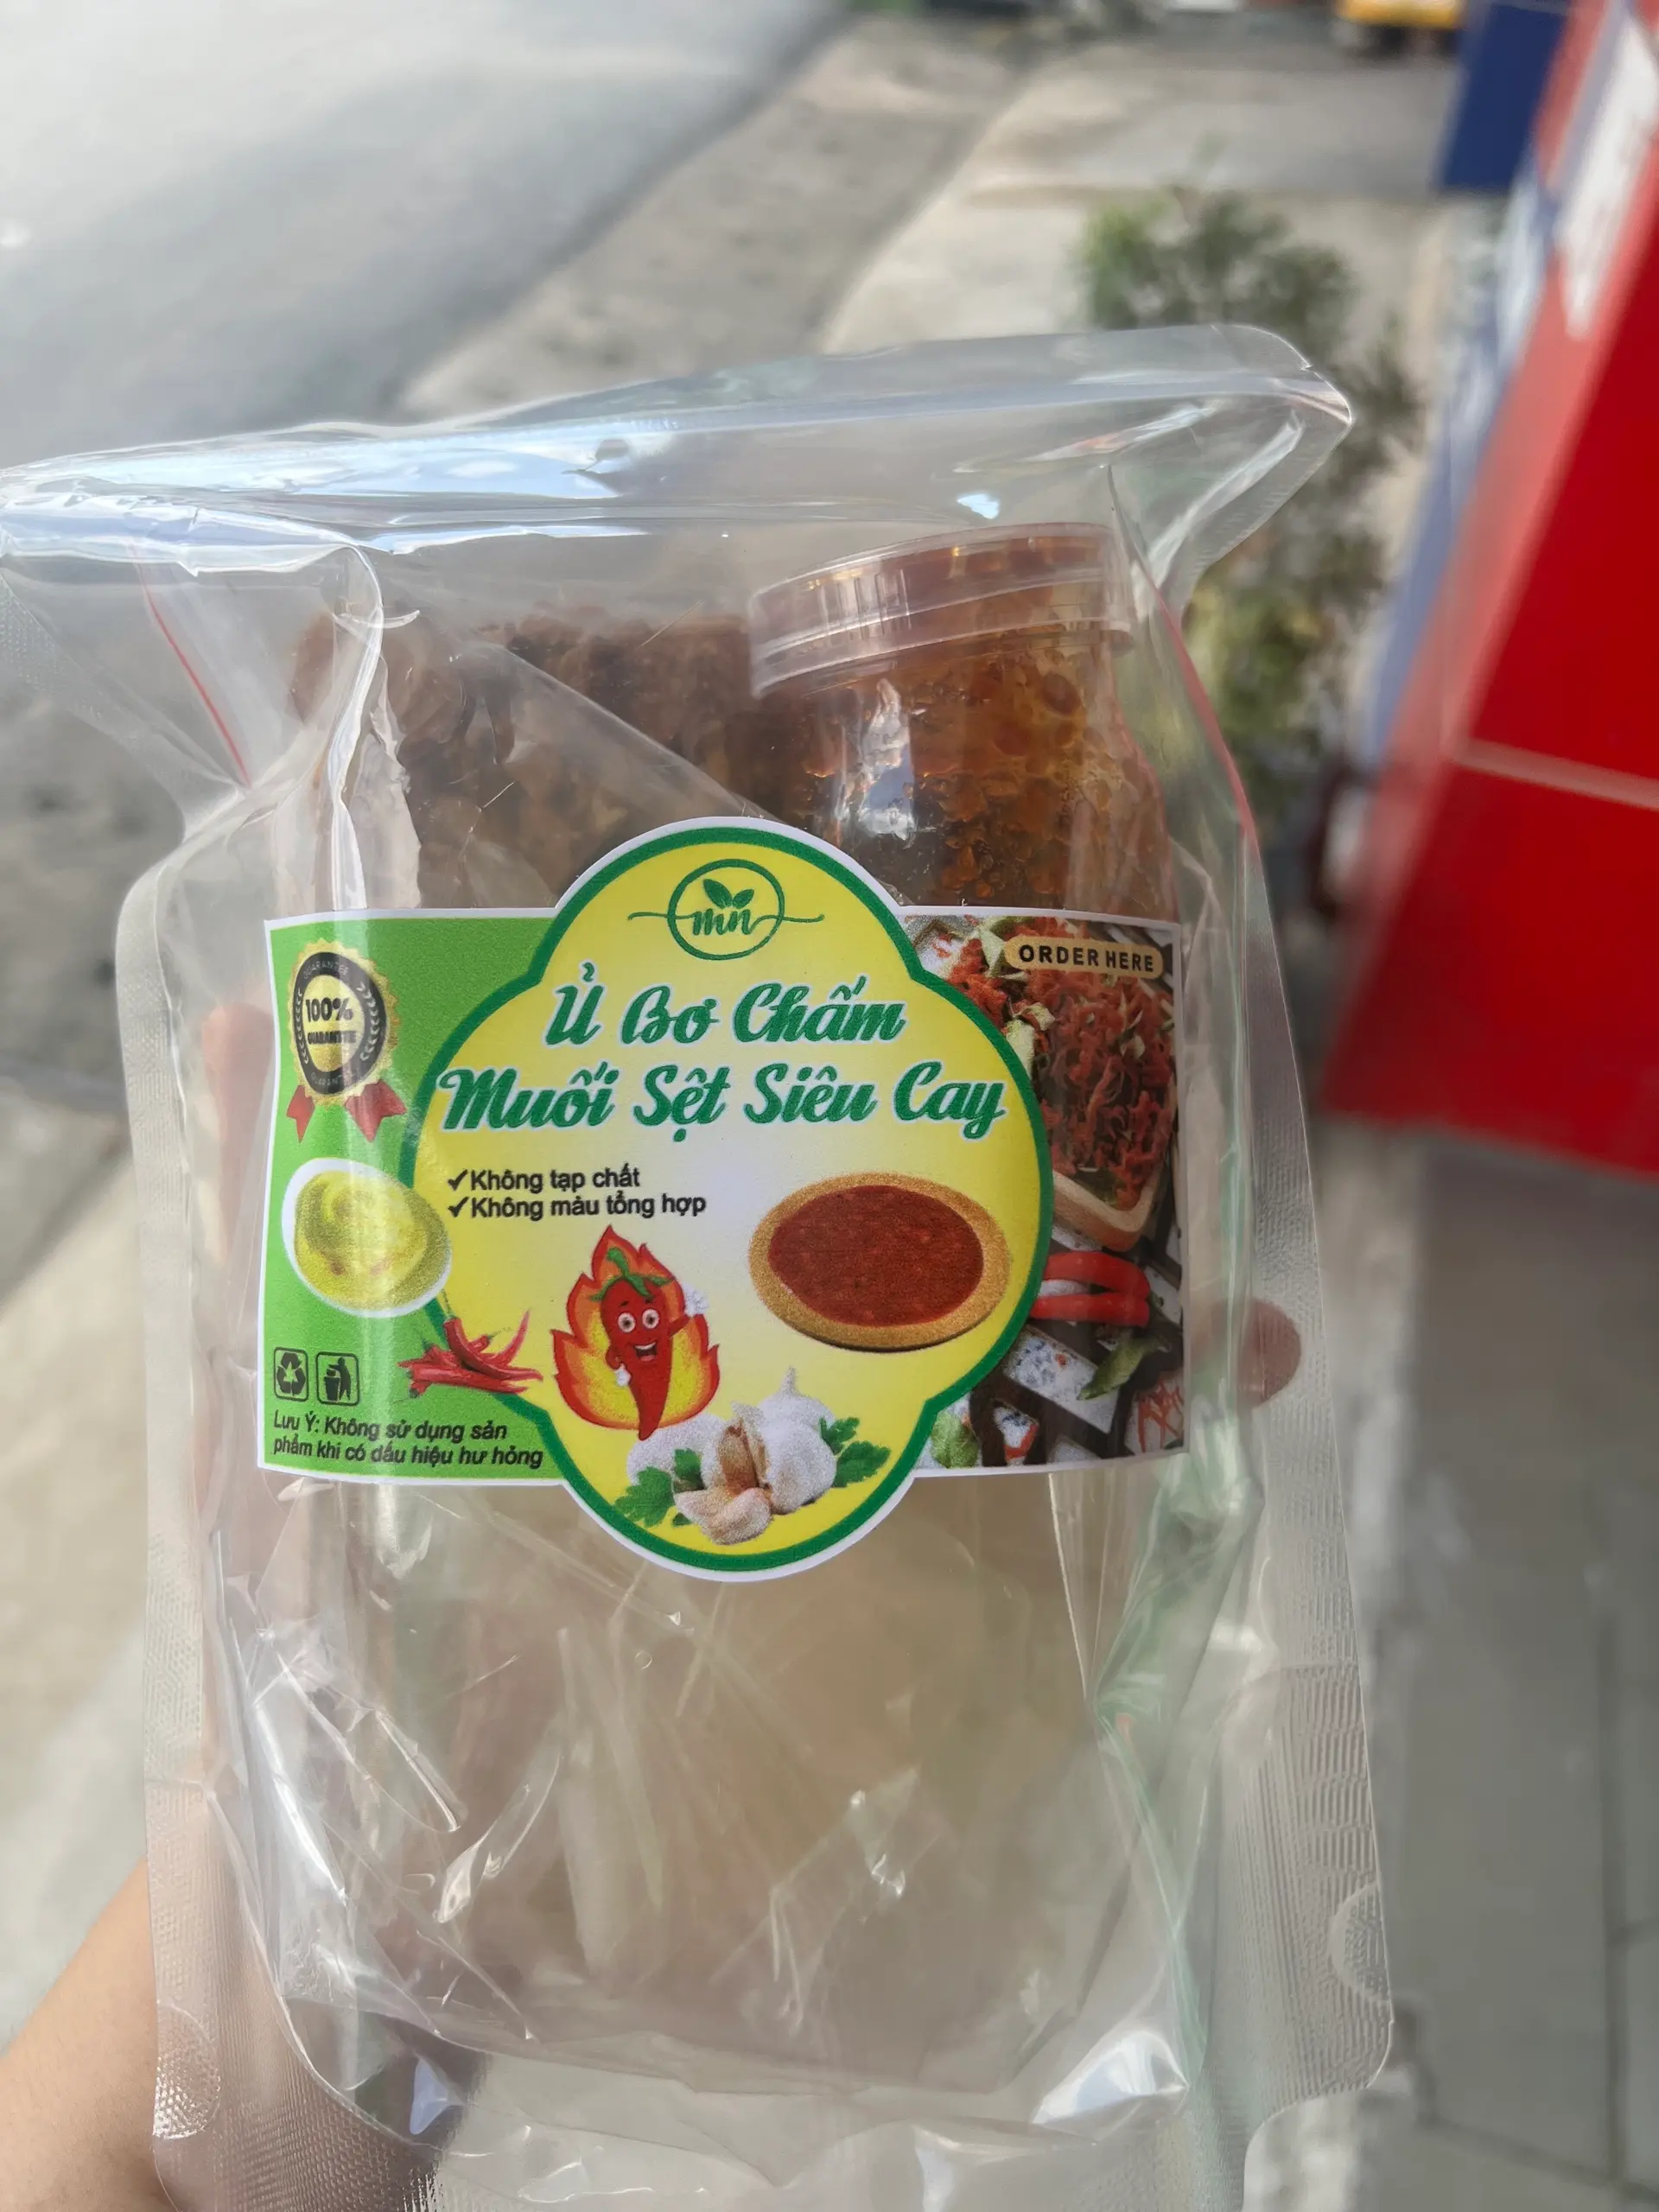 mn
Ủ Bơ Chấm
Muối Sệt Siêu Cay
✓Không tạp chất
✓Không màu tổng hợp
GUARANTEE
100%
GUARANTEE
ORDER HERE
Lưu Ý: Không sử dụng sản
phẩm khi có dấu hiệu hư hỏng